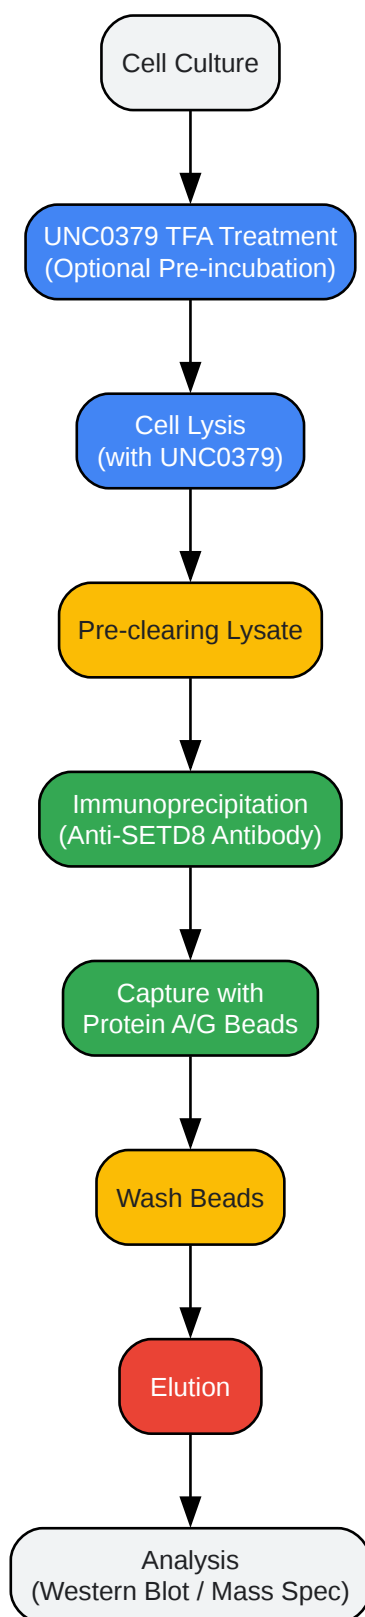 Cell Culture
UNC0379 TFA Treatment
(Optional Pre-incubation)
Cell Lysis
(with UNC0379)
Pre-clearing Lysate
Immunoprecipitation
(Anti-SETD8 Antibody)
Capture with
Protein A/G Beads
Wash Beads
Elution
Analysis
(Western Blot / Mass Spec)